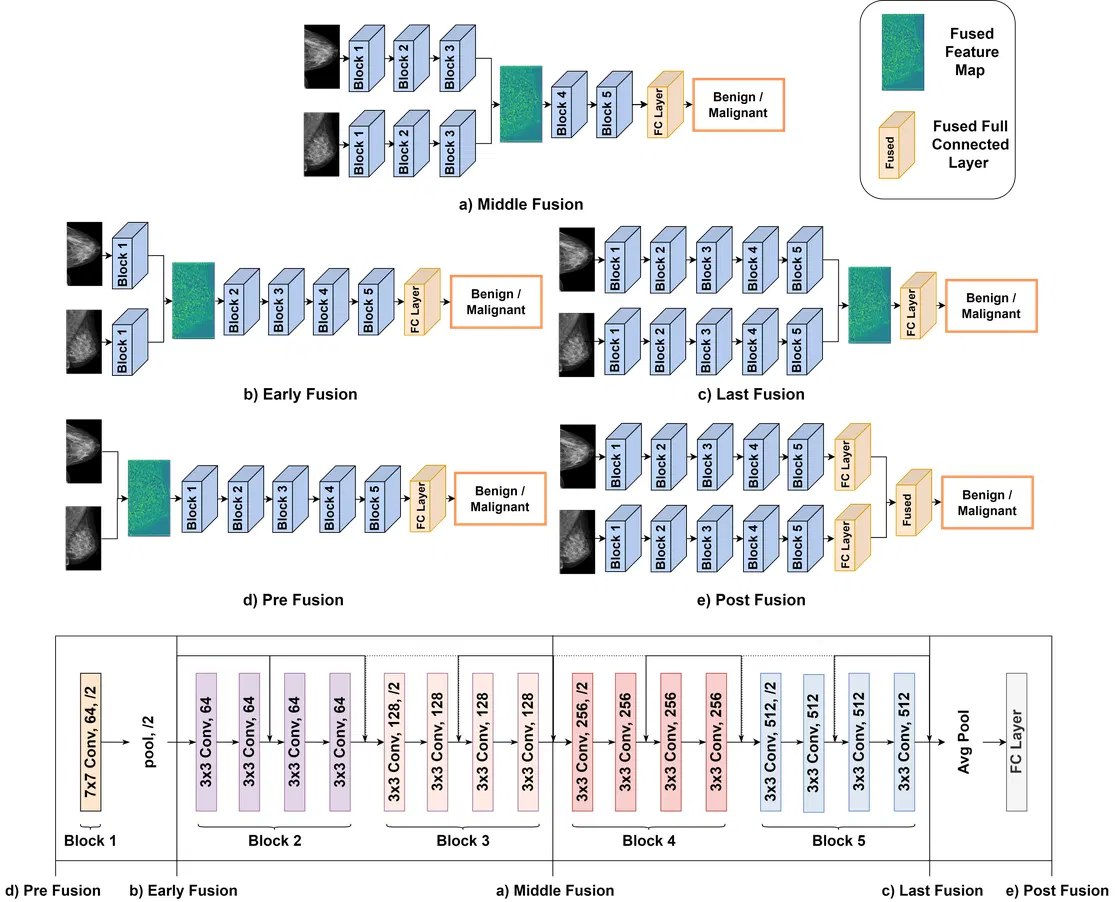 Block 1
Block 2
Block 3
Block 1
Block 2
Block 3
Block 4
Block 5
FC Layer
Benign /
Malignant
a) Middle Fusion
Fused
Feature
Map
Fused
Fused Full
Connected
Layer
Block 1
Block 1
Block 2
Block 3
Block 4
Block 5
FC Layer
Benign /
Malignant
b) Early Fusion
Block 1
Block 2
Block 3
Block 4
Block 5
Block 1
Block 2
Block 3
Block 4
Block 5
FC Layer
Benign /
Malignant
c) Last Fusion
Block 1
Block 2
Block 3
Block 4
Block 5
FC Layer
Benign /
Malignant
d) Pre Fusion
Block 1
Block 2
Block 3
Block 4
Block 5
FC Layer
Block 1
Block 2
Block 3
Block 4
Block 5
FC Layer
Fused
Benign /
Malignant
e) Post Fusion
7x7 Conv, 64, /2
pool, /2
3x3 Conv, 64
3x3 Conv, 64
3x3 Conv, 64
3x3 Conv, 64
3x3 Conv, 128, /2
3x3 Conv, 128
3x3 Conv, 128
3x3 Conv, 128
3x3 Conv, 256, /2
3x3 Conv, 256
3x3 Conv, 256
3x3 Conv, 256
3x3 Conv, 512, /2
3x3 Conv, 512
3x3 Conv, 512
3x3 Conv, 512
Avg Pool
FC Layer
Block 1
Block 2
Block 3
Block 4
Block 5
d) Pre Fusion
b) Early Fusion
a) Middle Fusion
c) Last Fusion
e) Post Fusion